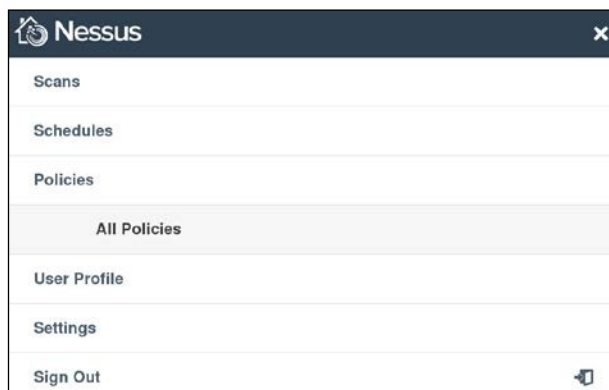 Nessus
Scans
Schedules
Policies
All Policies
User Profile
Settings
Sign Out